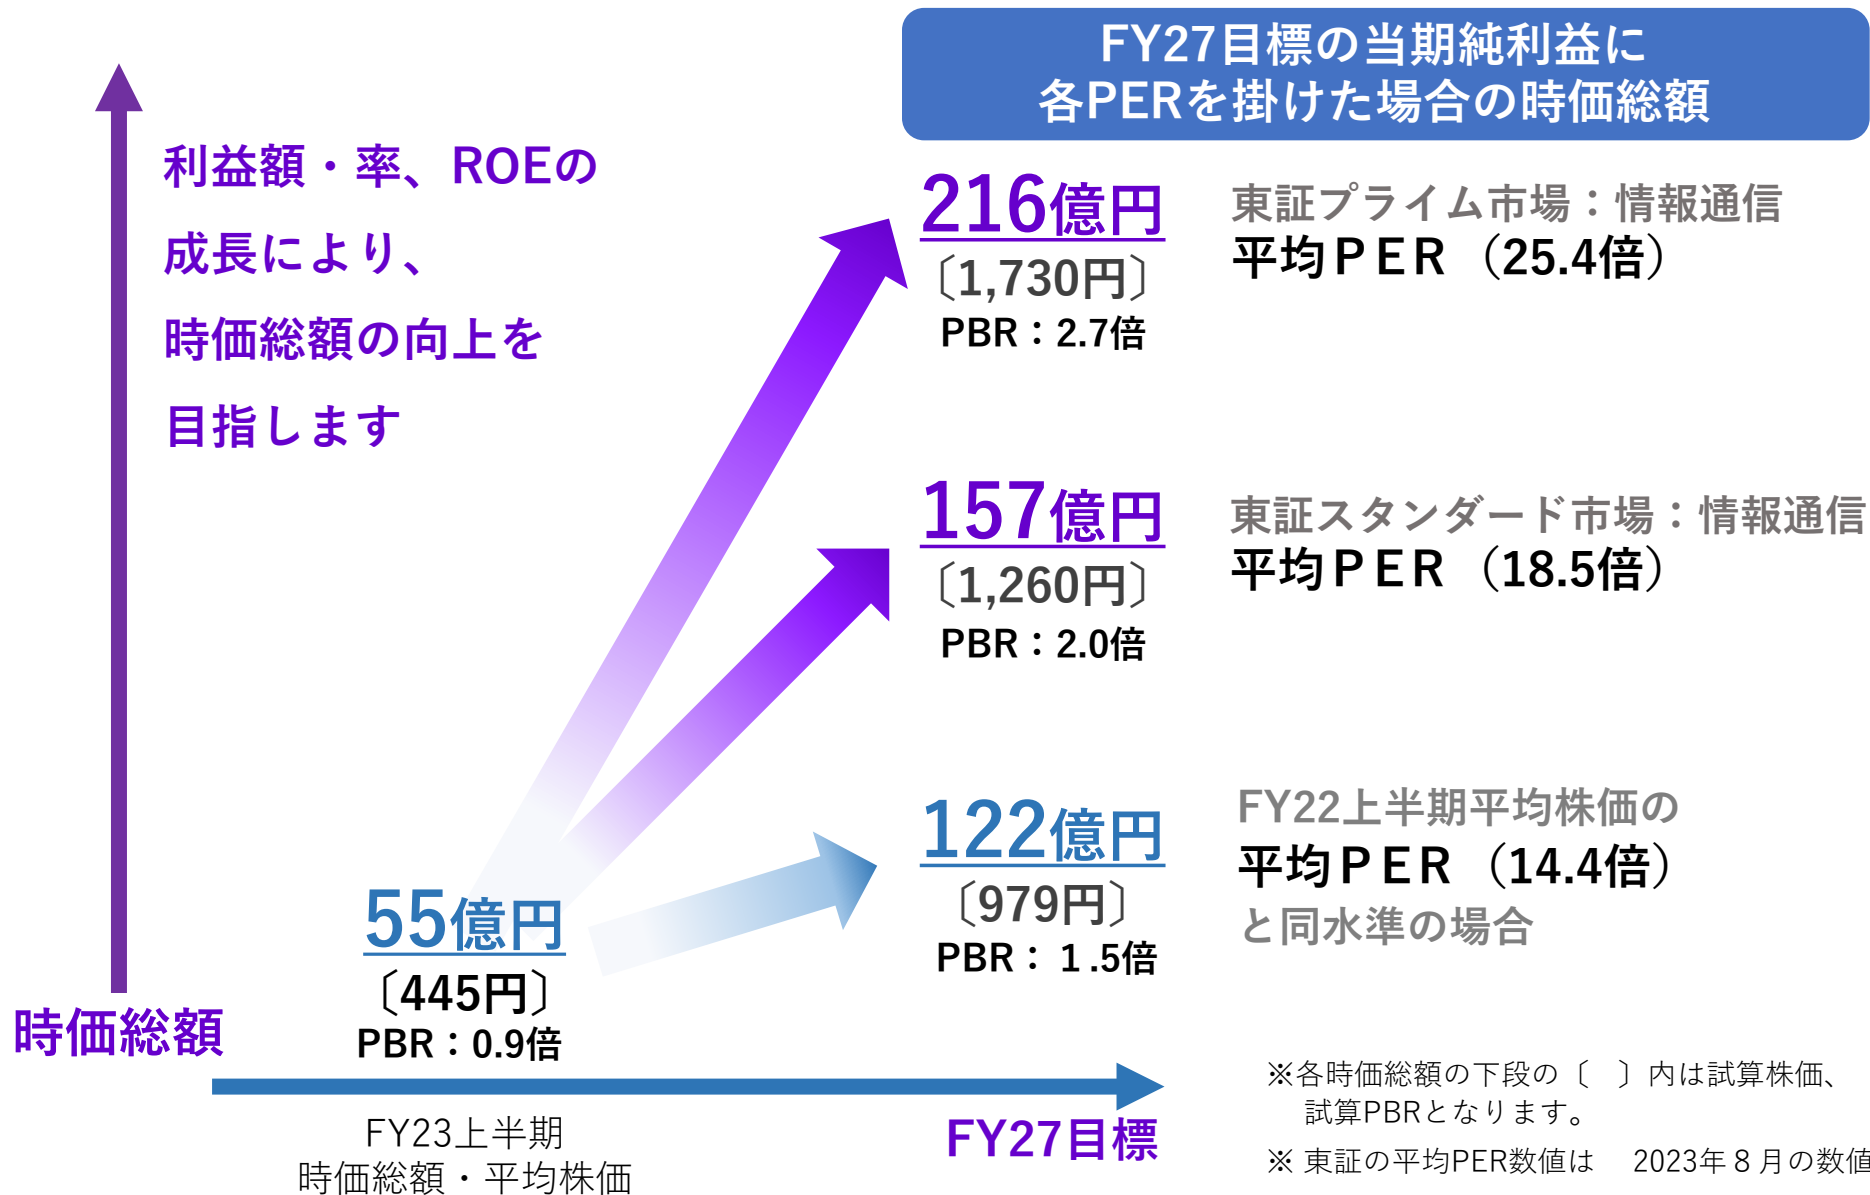 FY27目標の当期純利益に
各PERを掛けた場合の時価総額
利益額・率、ROEの
成長により、
時価総額の向上を
目指します
216億円
〔1,730円〕
PBR：2.7倍
東証プライム市場：情報通信
平均ＰＥＲ（25.4倍）
157億円
〔1,260円〕
PBR：2.0倍
東証スタンダード市場：情報通信
平均ＰＥＲ（18.5倍）
122億円
〔979円〕
PBR：１.5倍
FY22上半期平均株価の
平均ＰＥＲ（14.4倍）
と同水準の場合
55億円
〔445円〕
PBR：0.9倍
時価総額
FY23上半期
時価総額・平均株価
FY27目標
※各時価総額の下段の〔　〕内は試算株価、
試算PBRとなります。
※ 東証の平均PER数値は　2023年８月の数値